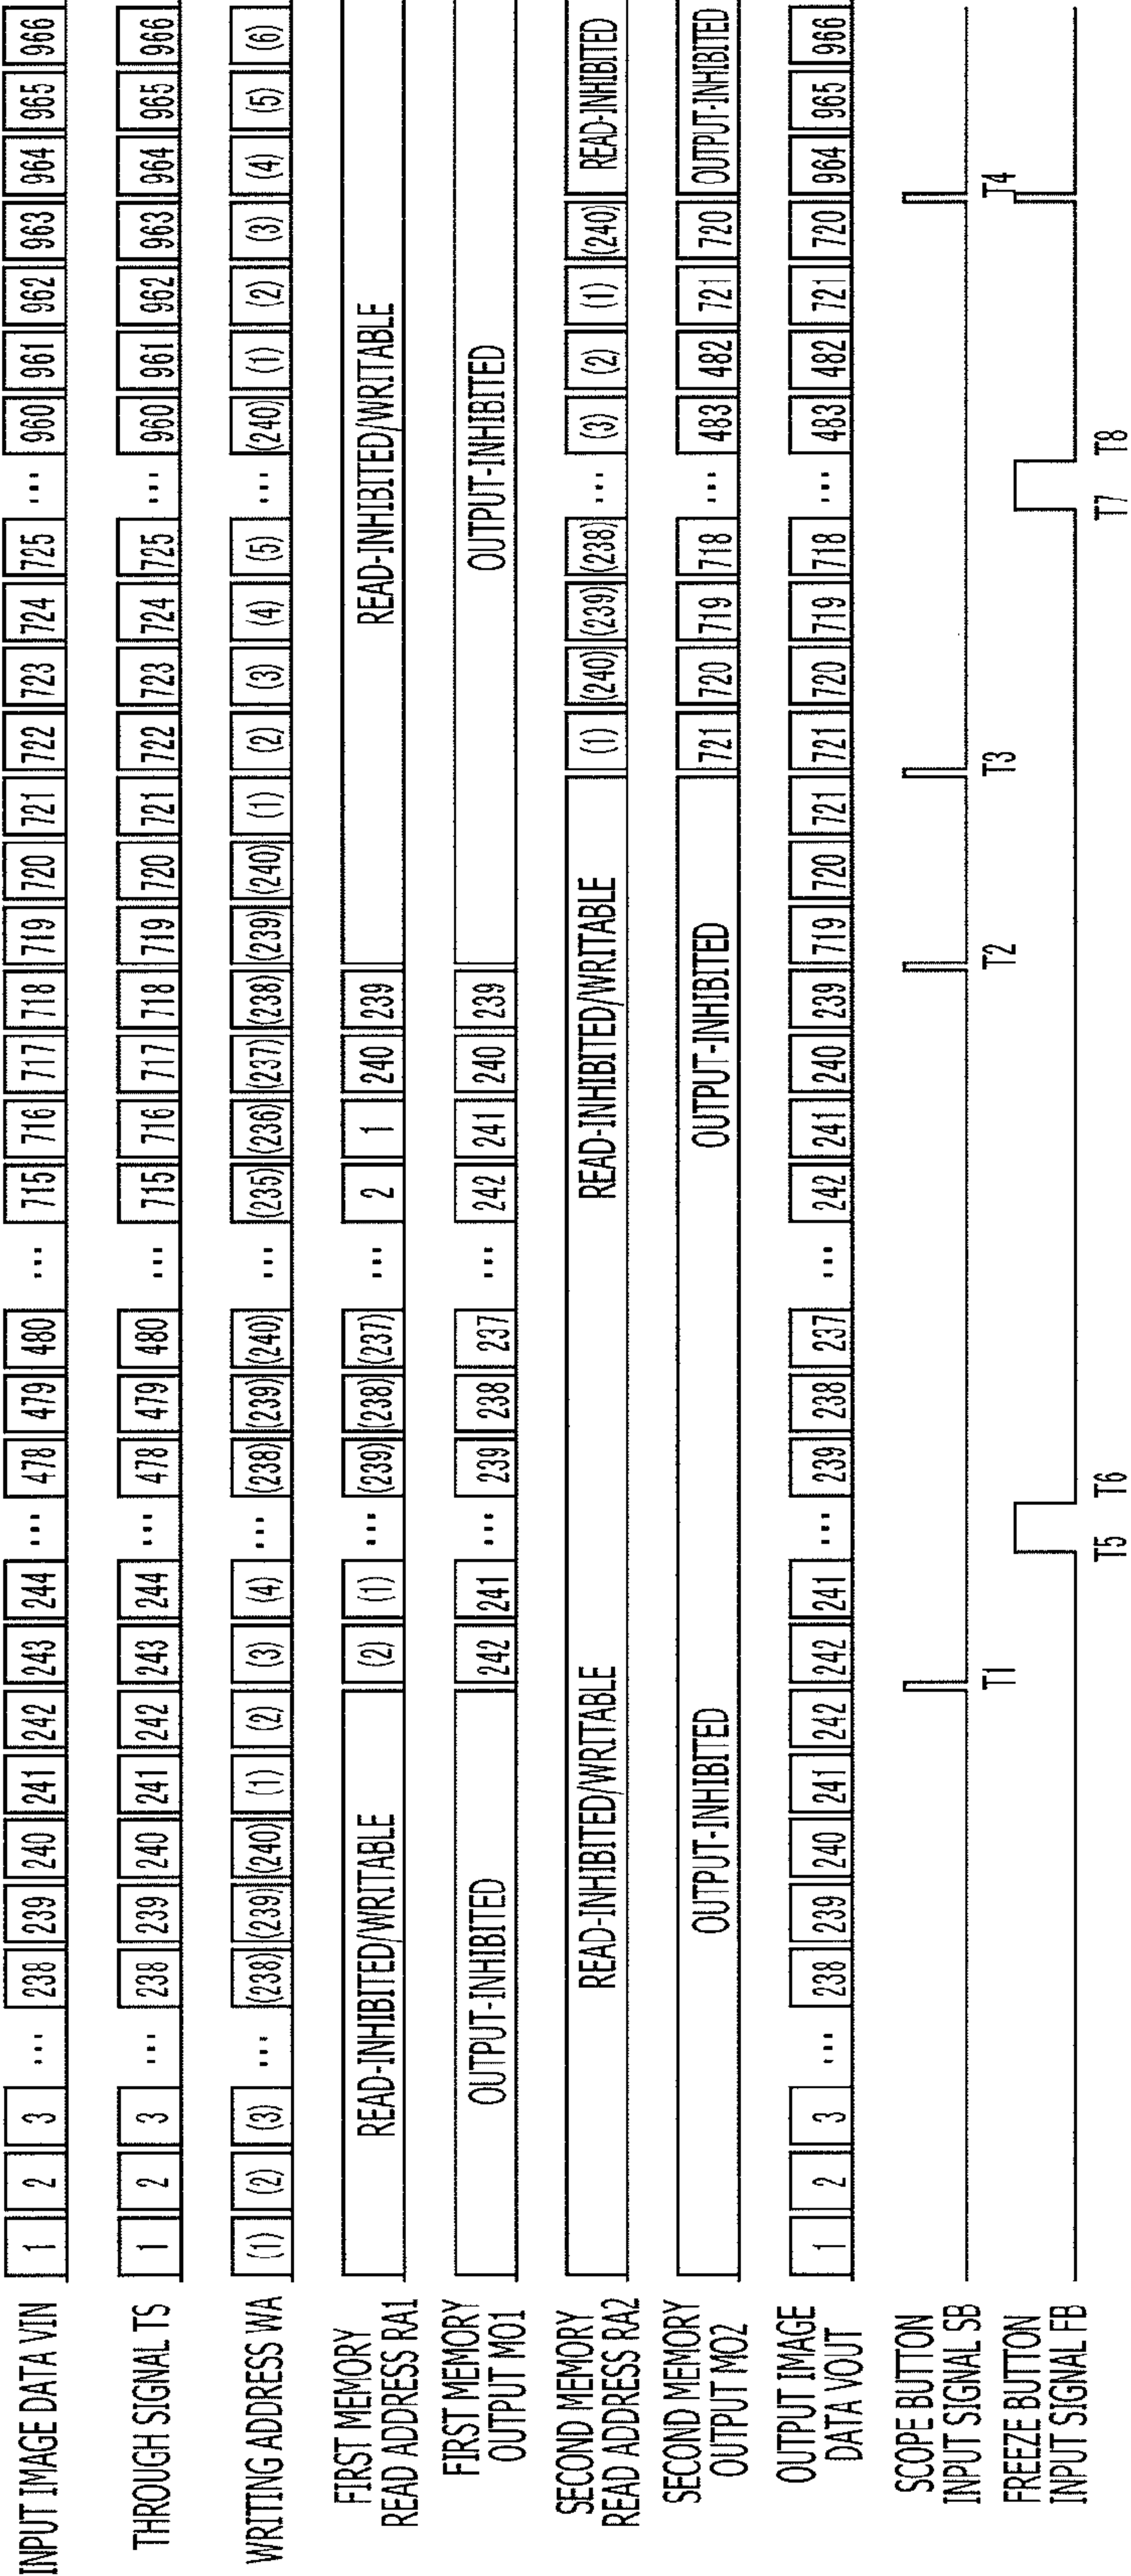 INPUT IMAGE DATA VIN 1 2 3 ... 238 239 240 241 242 243 244 ... 478 479 480 ... 715 716 717 718 719 720 721 722 723 724 725 ... 960 961 962 963 964 965 966
THROUGH SIGNAL TS 1 2 3 ... 238 239 240 241 242 243 244 ... 478 479 480 ... 715 716 717 718 719 720 721 722 723 724 725 ... 960 961 962 963 964 965 966
WRITING ADDRESS WA (1) (2) (3) ... (238) (239) (240) (1) (2) (3) (4) ... (238) (239) (240) ... (235) (236) (237) (238) (239) (240) (1) (2) (3) (4) (5) ... (240) (1) (2) (3) (4) (5) (6)
FIRST MEMORY
READ ADDRESS RA1 READ-INHIBITED/WRITABLE (2) (1) ... (239) (238) (237) ... 2 1 240 239 READ-INHIBITED/WRITABLE
FIRST MEMORY
OUTPUT MO1 OUTPUT-INHIBITED 242 241 ... 239 238 237 ... 242 241 240 239 OUTPUT-INHIBITED
SECOND MEMORY
READ ADDRESS RA2 READ-INHIBITED/WRITABLE READ-INHIBITED/WRITABLE (1) (240) (239) (238) ... (3) (2) (1) (240) READ-INHIBITED
SECOND MEMORY
OUTPUT MO2 OUTPUT-INHIBITED OUTPUT-INHIBITED 721 720 719 718 ... 483 482 721 720 OUTPUT-INHIBITED
OUTPUT IMAGE
DATA VOUT 1 2 3 ... 238 239 240 241 242 242 241 ... 239 238 237 ... 242 241 240 239 719 720 721 721 720 719 718 ... 483 482 721 720 964 965 966
SCOPE BUTTON
INPUT SIGNAL SB
T1 T2 T3 T4
FREEZE BUTTON
INPUT SIGNAL FB
T5 T6 T7 T8